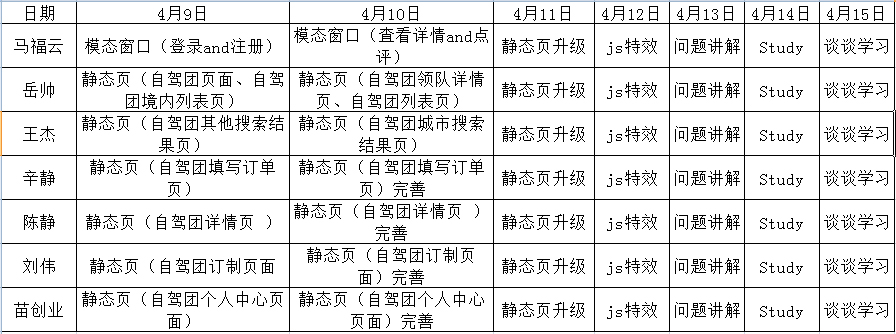 日期 4月9日 4月10日 4月11日 4月12日 4月13日 4月14日 4月15日
马福云 模态窗口（登录and注册） 模态窗口（查看详情and点
评） 静态页升级 js特效 问题讲解 Study 谈谈学习
岳帅 静态页（自驾团页面、自驾
团境内列表页） 静态页（自驾团领队详情
页、自驾团列表页） 静态页升级 js特效 问题讲解 Study 谈谈学习
王杰 静态页（自驾团其他搜索结
果页） 静态页（自驾团城市搜索
结果页） 静态页升级 js特效 问题讲解 Study 谈谈学习
辛静 静态页（自驾团填写订单
页） 静态页（自驾团填写订单
页）完善 静态页升级 js特效 问题讲解 Study 谈谈学习
陈静 静态页（自驾团详情页 ） 静态页（自驾团详情页 ）
完善 静态页升级 js特效 问题讲解 Study 谈谈学习
刘伟 静态页（自驾团订制页面 静态页（自驾团订制页
面）完善 静态页升级 js特效 问题讲解 Study 谈谈学习
苗创业 静态页（自驾团个人中心页
面） 静态页（自驾团个人中心
页面）完善 静态页升级 js特效 问题讲解 Study 谈谈学习